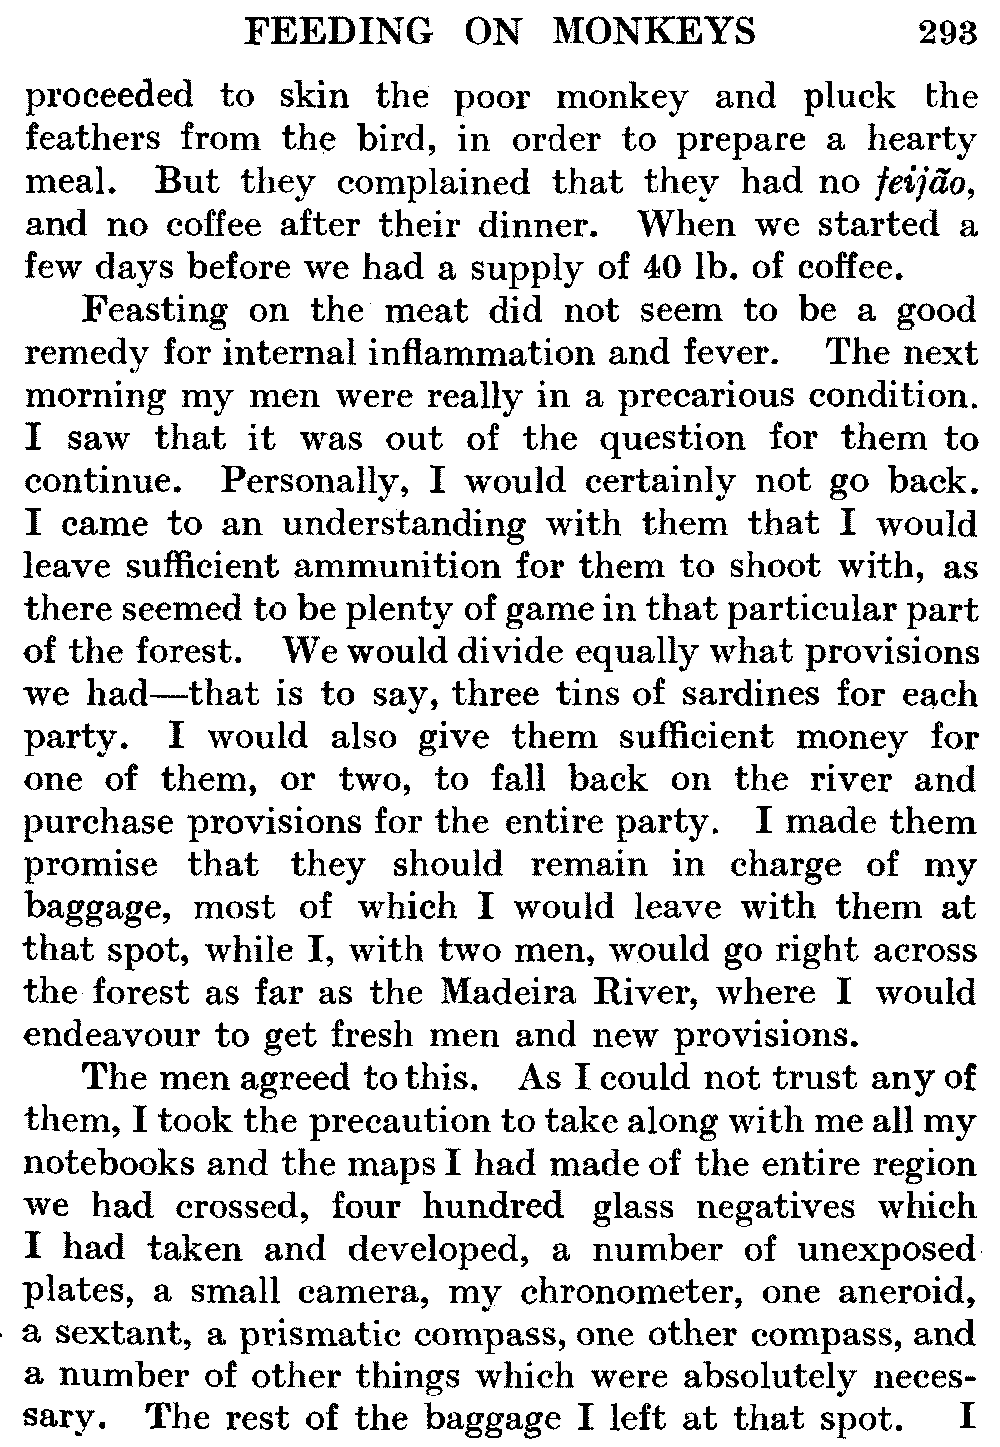 FEEDING ON MONKEYS 293
proceeded to skin the poor monkey and pluck the
feathers from the bird, in order to prepare a hearty
meal. But they complained that they had no feijão,
and no coffee after their dinner. When we started a
few days before we had a supply of 40 lb. of coffee.
Feasting on the meat did not seem to be a good
remedy for internal inflammation and fever. The next
morning my men were really in a precarious condition.
I saw that it was out of the question for them to
continue. Personally, I would certainly not go back.
I came to an understanding with them that I would
leave sufficient ammunition for them to shoot with, as
there seemed to be plenty of game in that particular part
of the forest. We would divide equally what provisions
we had—that is to say, three tins of sardines for each
party. I would also give them sufficient money for
one of them, or two, to fall back on the river and
purchase provisions for the entire party. I made them
promise that they should remain in charge of my
baggage, most of which I would leave with them at
that spot, while I, with two men, would go right across
the forest as far as the Madeira River, where I would
endeavour to get fresh men and new provisions.
The men agreed to this. As I could not trust any of
them, I took the precaution to take along with me all my
notebooks and the maps I had made of the entire region
we had crossed, four hundred glass negatives which
I had taken and developed, a number of unexposed
plates, a small camera, my chronometer, one aneroid,
a sextant, a prismatic compass, one other compass, and
a number of other things which were absolutely neces-
sary. The rest of the baggage I left at that spot. I